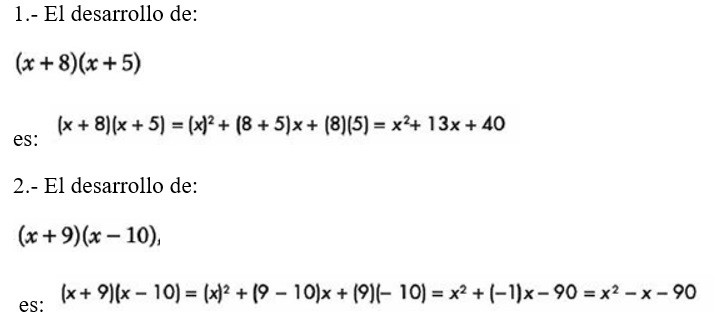 1.- El desarrollo de:
(x + 8)(x + 5)
es: (x + 8)(x + 5) = (x)² + (8 + 5)x + (8)(5) = x² + 13x + 40
2.- El desarrollo de:
(x + 9)(x − 10),
es: (x + 9)(x − 10) = (x)² + (9 − 10)x + (9)(− 10) = x² + (−1)x − 90 = x² − x − 90